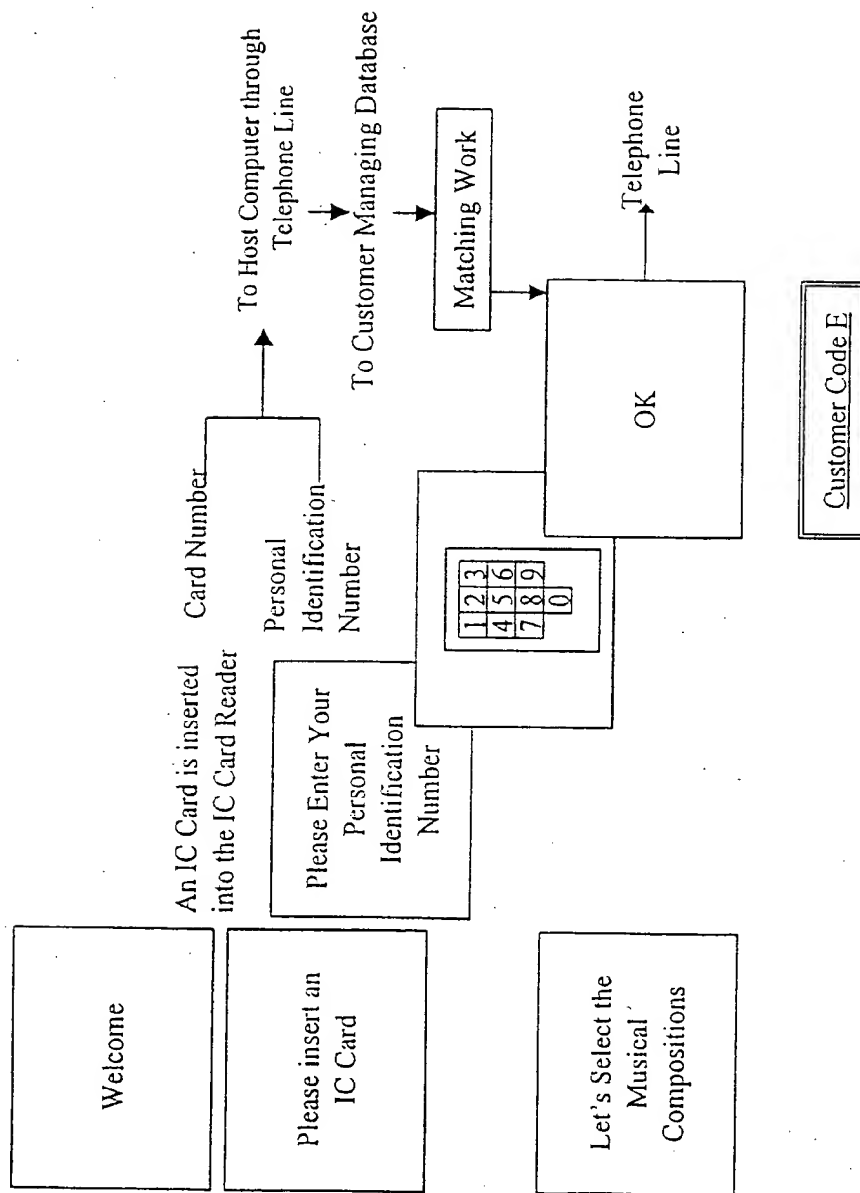 Welcome
Please insert an
IC Card
An IC Card is inserted
into the IC Card Reader
Please Enter Your
Personal
Identification
Number
Card Number
Personal
Identification
Number
To Host Computer through
Telephone Line
To Customer Managing Database
Matching Work
1 2 3
4 5 6
7 8 9
0
OK
Telephone
Line
Let's Select the
Musical
Compositions
Customer Code E